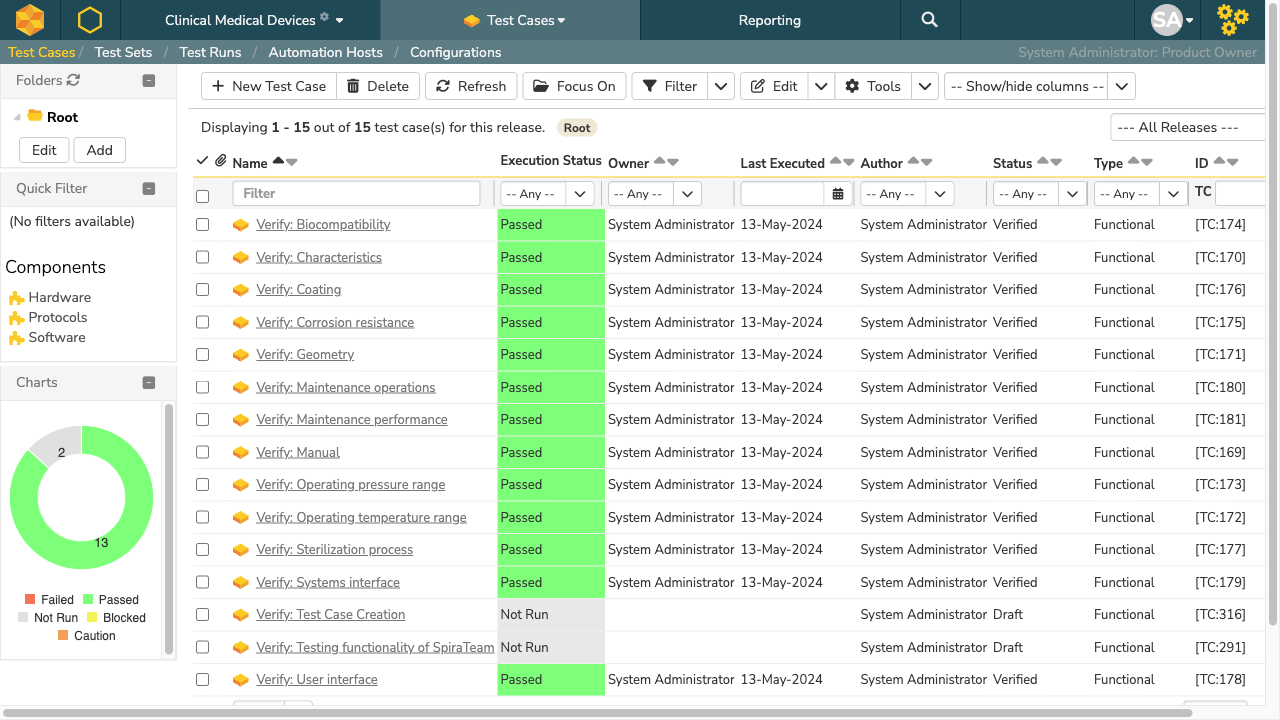 Clinical Medical Devices
Test Cases
Reporting
SA
Test Cases / Test Sets / Test Runs / Automation Hosts / Configurations
System Administrator: Product Owner
Folders
Root
Edit
Add
Quick Filter
(No filters available)
Components
Hardware
Protocols
Software
Charts
2
13
Failed
Passed
Not Run
Blocked
Caution
New Test Case
Delete
Refresh
Focus On
Filter
Edit
Tools
-- Show/hide columns --
Displaying 1 - 15 out of 15 test case(s) for this release.
Root
--- All Releases ---
Name Execution Status Owner Last Executed Author Status Type ID
Filter -- Any -- -- Any -- -- Any -- -- Any -- -- Any -- TC
Verify: Biocompatibility Passed System Administrator 13-May-2024 System Administrator Verified Functional [TC:174]
Verify: Characteristics Passed System Administrator 13-May-2024 System Administrator Verified Functional [TC:170]
Verify: Coating Passed System Administrator 13-May-2024 System Administrator Verified Functional [TC:176]
Verify: Corrosion resistance Passed System Administrator 13-May-2024 System Administrator Verified Functional [TC:175]
Verify: Geometry Passed System Administrator 13-May-2024 System Administrator Verified Functional [TC:171]
Verify: Maintenance operations Passed System Administrator 13-May-2024 System Administrator Verified Functional [TC:180]
Verify: Maintenance performance Passed System Administrator 13-May-2024 System Administrator Verified Functional [TC:181]
Verify: Manual Passed System Administrator 13-May-2024 System Administrator Verified Functional [TC:169]
Verify: Operating pressure range Passed System Administrator 13-May-2024 System Administrator Verified Functional [TC:173]
Verify: Operating temperature range Passed System Administrator 13-May-2024 System Administrator Verified Functional [TC:172]
Verify: Sterilization process Passed System Administrator 13-May-2024 System Administrator Verified Functional [TC:177]
Verify: Systems interface Passed System Administrator 13-May-2024 System Administrator Verified Functional [TC:179]
Verify: Test Case Creation Not Run System Administrator Draft Functional [TC:316]
Verify: Testing functionality of SpiraTeam Not Run System Administrator Draft Functional [TC:291]
Verify: User interface Passed System Administrator 13-May-2024 System Administrator Verified Functional [TC:178]